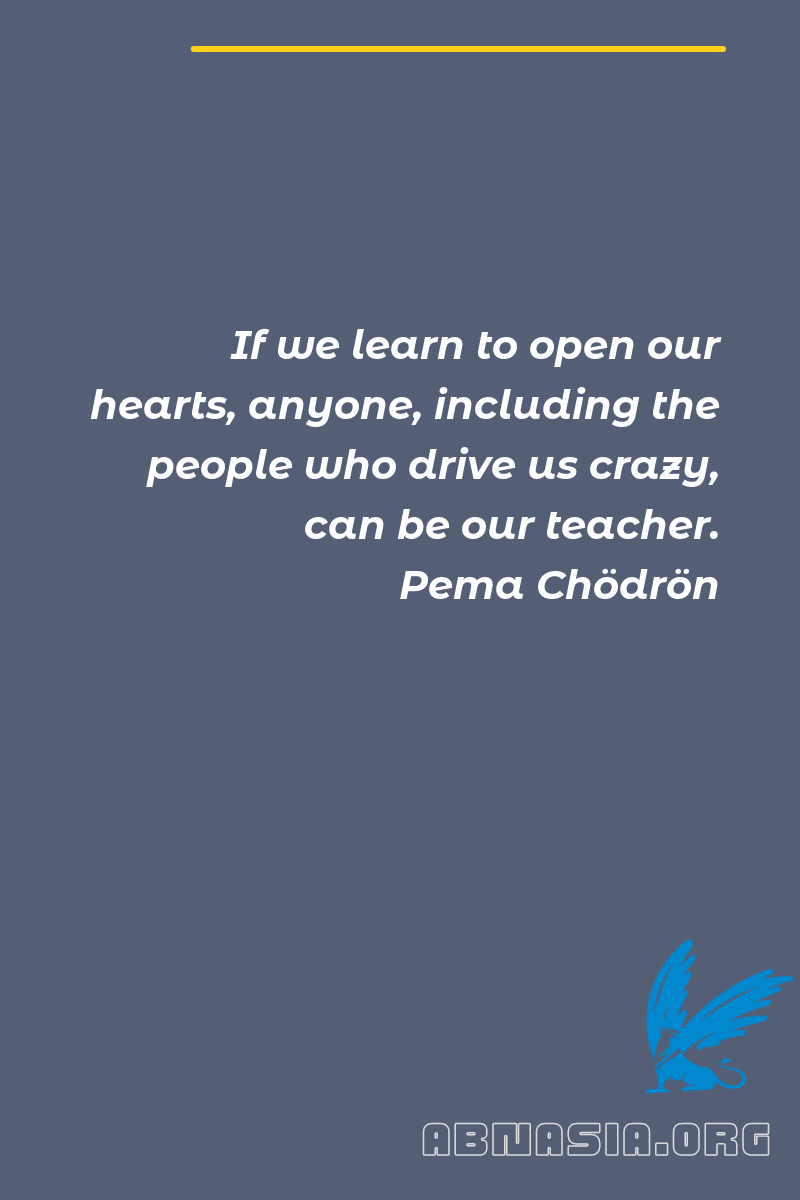 If we learn to open our
hearts, anyone, including the
people who drive us crazy,
can be our teacher.
Pema Chödrön
ABNASIA.ORG